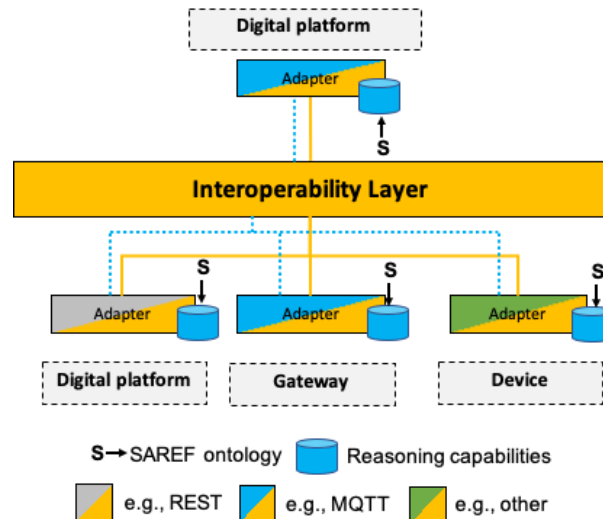 Digital platform
Adapter
S
Interoperability Layer
S S S
Adapter Adapter Adapter
Digital platform Gateway Device
S SAREF ontology Reasoning capabilities
e.g., REST e.g., MQTT e.g., other